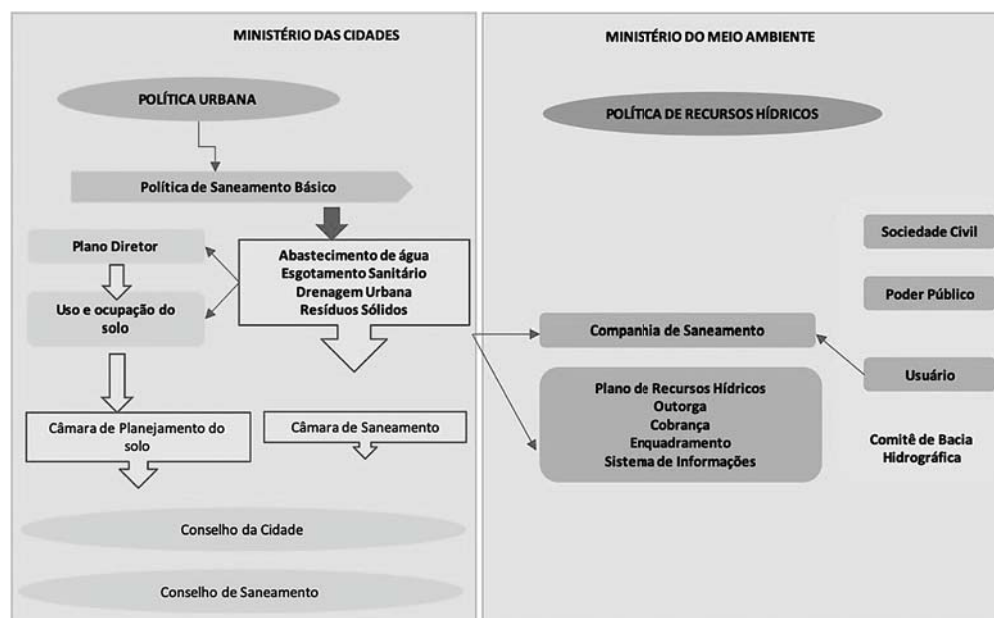 MINISTÉRIO DAS CIDADES
POLÍTICA URBANA
Política de Saneamento Básico
Plano Diretor
Uso e ocupação do
solo
Abastecimento de água
Esgotamento Sanitário
Drenagem Urbana
Resíduos Sólidos
Câmara de Planejamento do
solo
Câmara de Saneamento
Conselho da Cidade
Conselho de Saneamento
MINISTÉRIO DO MEIO AMBIENTE
POLÍTICA DE RECURSOS HÍDRICOS
Sociedade Civil
Poder Público
Companhia de Saneamento
Usuário
Plano de Recursos Hídricos
Outorga
Cobrança
Enquadramento
Sistema de Informações
Comitê de Bacia
Hidrográfica